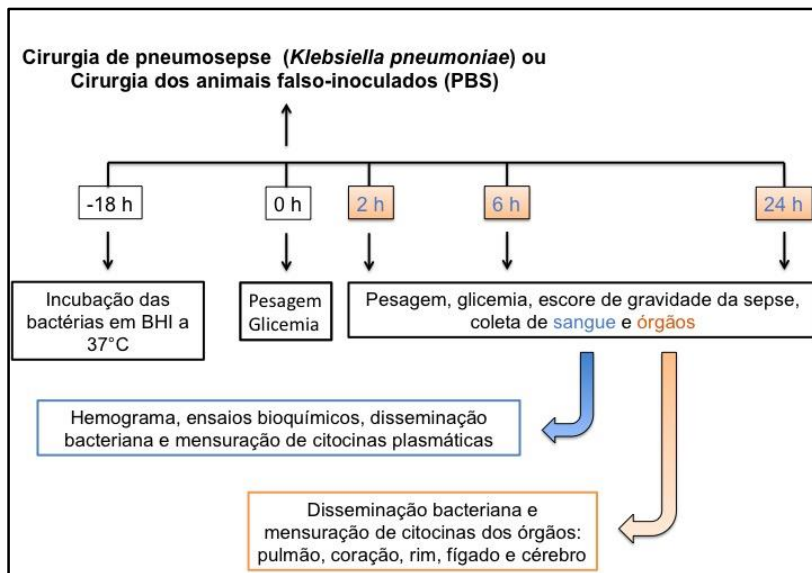 Cirurgia de pneumosepse (Klebsiella pneumoniae) ou
Cirurgia dos animais falso-inoculados (PBS)
-18 h
0 h
2 h
6 h
24 h
Incubação das
bactérias em BHI a
37°C
Pesagem
Glicemia
Pesagem, glicemia, escore de gravidade da sepse,
coleta de sangue e órgãos
Hemograma, ensaios bioquímicos, disseminação
bacteriana e mensuração de citocinas plasmáticas
Disseminação bacteriana e
mensuração de citocinas dos órgãos:
pulmão, coração, rim, fígado e cérebro